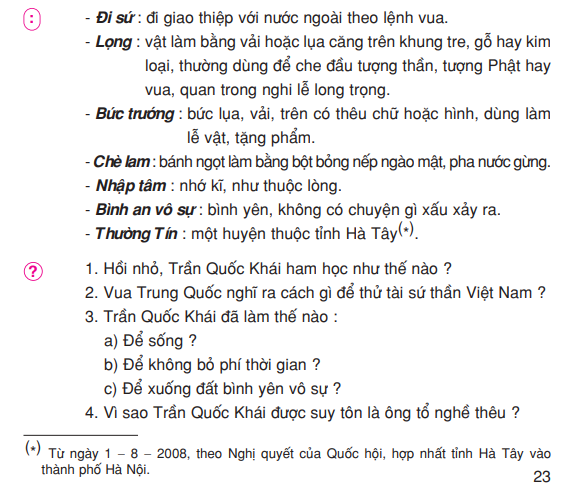 - Đi sứ : đi giao thiệp với nước ngoài theo lệnh vua.
- Lọng : vật làm bằng vải hoặc lụa căng trên khung tre, gỗ hay kim
loại, thường dùng để che đầu tượng thần, tượng Phật hay
vua, quan trong nghi lễ long trọng.
- Bức trướng : bức lụa, vải, trên có thêu chữ hoặc hình, dùng làm
lễ vật, tặng phẩm.
- Chè lam : bánh ngọt làm bằng bột bỏng nếp ngào mật, pha nước gừng.
- Nhập tâm : nhớ kĩ, như thuộc lòng.
- Bình an vô sự : bình yên, không có chuyện gì xấu xảy ra.
- Thường Tín : một huyện thuộc tỉnh Hà Tây(*).
1. Hồi nhỏ, Trần Quốc Khái ham học như thế nào ?
2. Vua Trung Quốc nghĩ ra cách gì để thử tài sứ thần Việt Nam ?
3. Trần Quốc Khái đã làm thế nào :
a) Để sống ?
b) Để không bỏ phí thời gian ?
c) Để xuống đất bình yên vô sự ?
4. Vì sao Trần Quốc Khái được suy tôn là ông tổ nghề thêu ?
(*) Từ ngày 1 – 8 – 2008, theo Nghị quyết của Quốc hội, hợp nhất tỉnh Hà Tây vào
thành phố Hà Nội.
23